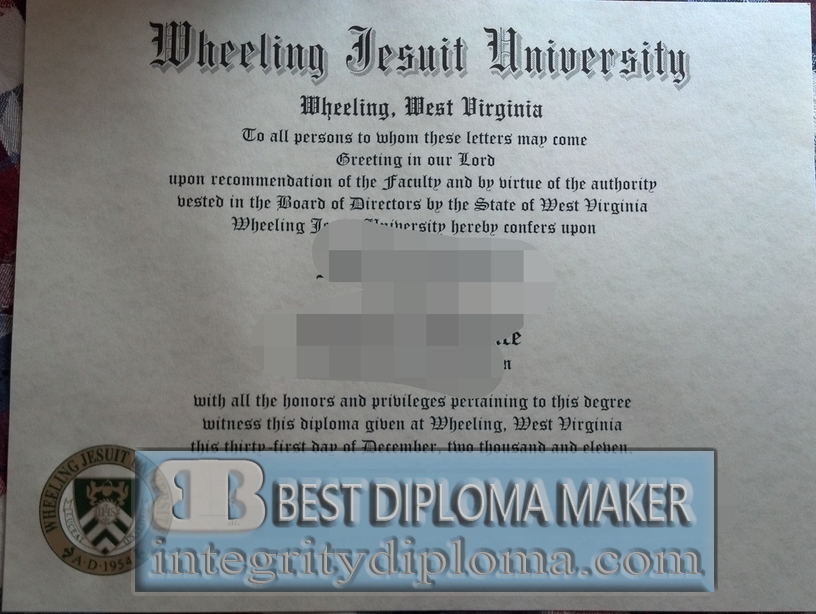 Wheeling Jesuit University
Wheeling, West Virginia
To all persons to whom these letters may come
Greeting in our Lord
upon recommendation of the Faculty and by virtue of the authority
vested in the Board of Directors by the State of West Virginia
Wheeling Je University hereby confers upon
with all the honors and privileges pertaining to this degree
witness this diploma given at Wheeling, West Virginia
this thirty-first day of December, two thousand and eleven.
WHEELING JESUIT
A·D·1954
B BEST DIPLOMA MAKER
integritydiploma.com